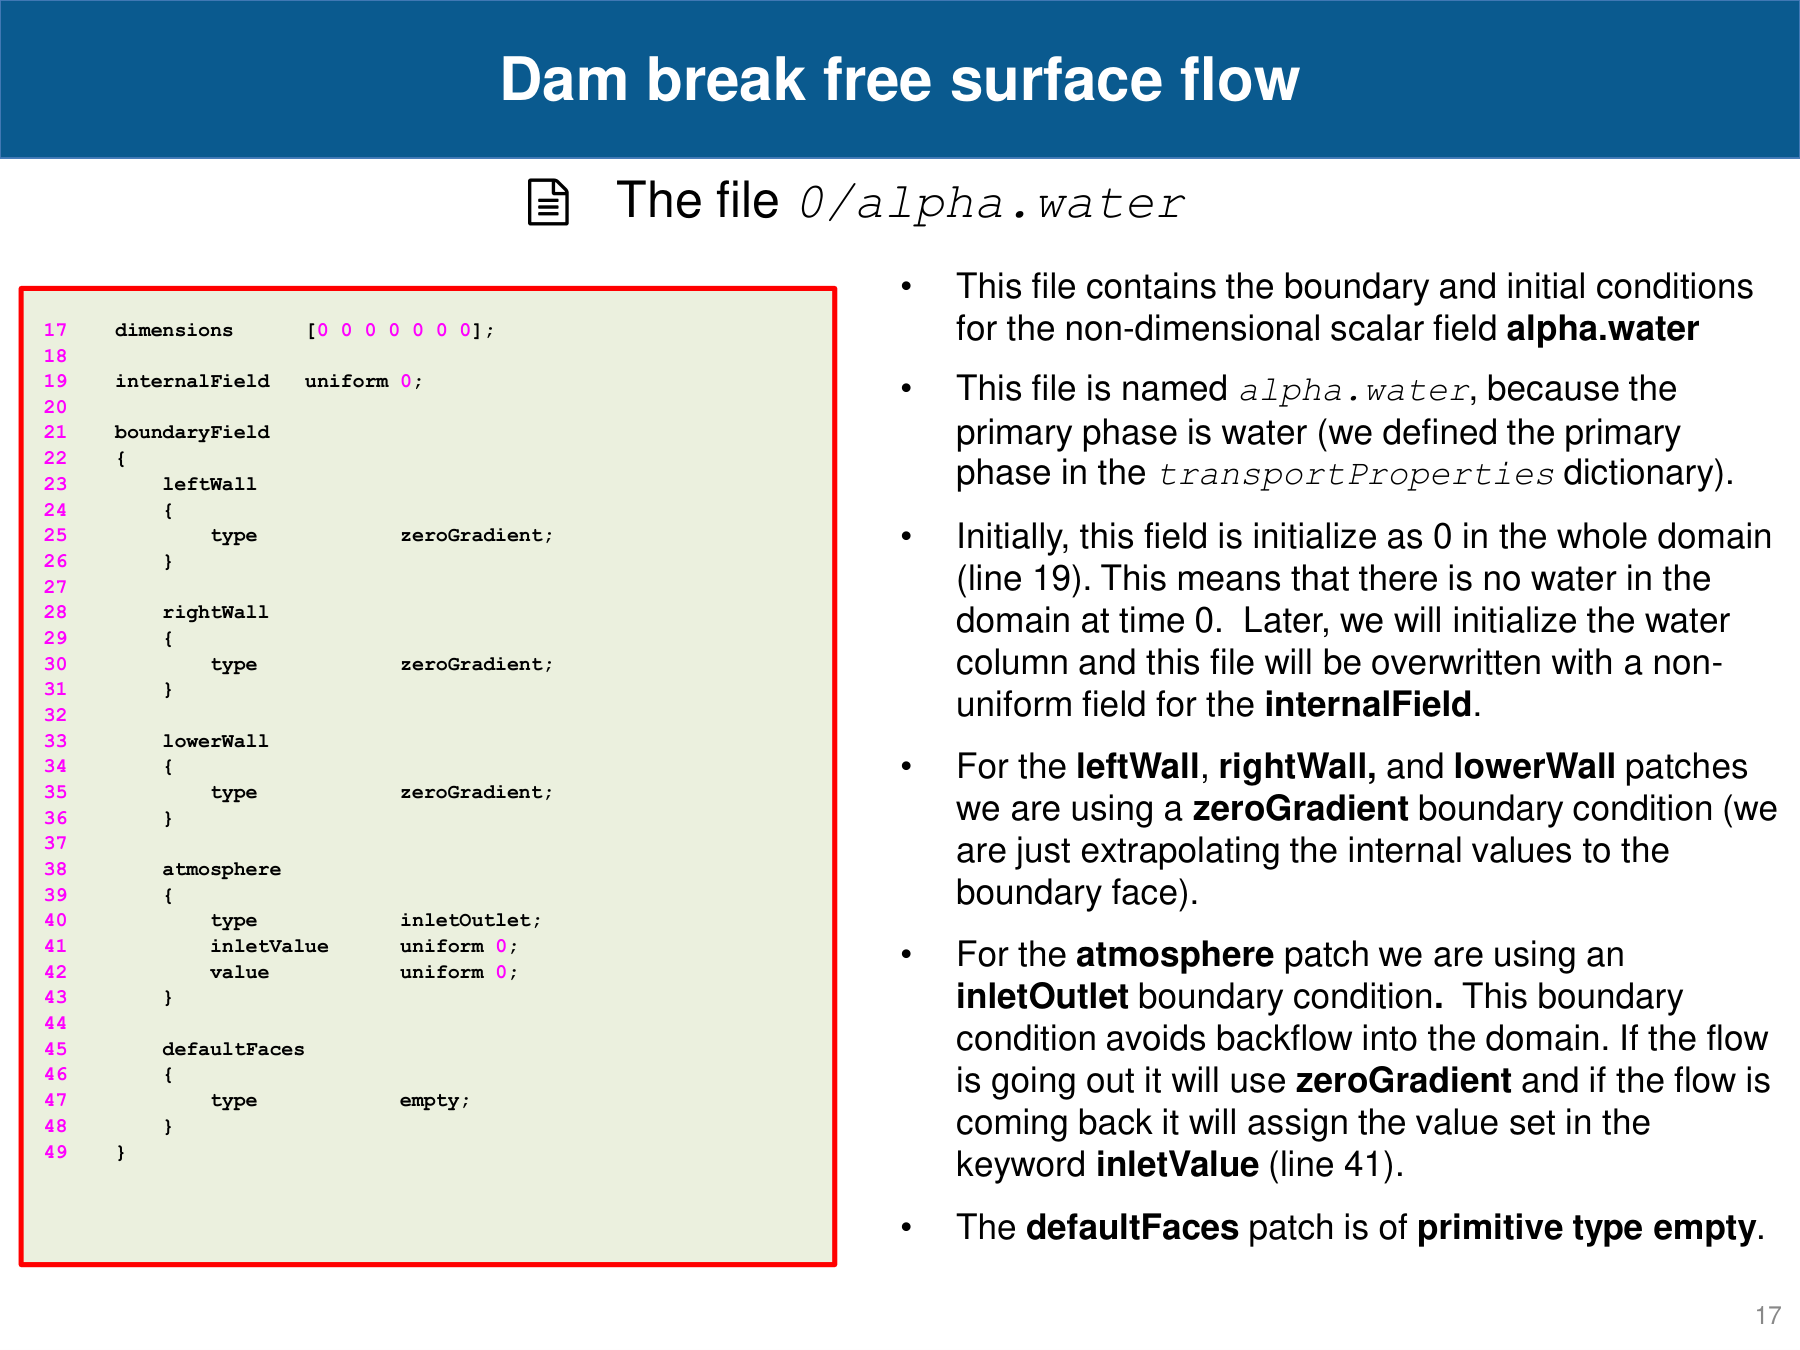 Dam break free surface flow
The file 0/alpha.water
17    dimensions      [0 0 0 0 0 0 0];
18
19    internalField   uniform 0;
20
21    boundaryField
22    {
23        leftWall
24        {
25            type            zeroGradient;
26        }
27
28        rightWall
29        {
30            type            zeroGradient;
31        }
32
33        lowerWall
34        {
35            type            zeroGradient;
36        }
37
38        atmosphere
39        {
40            type            inletOutlet;
41            inletValue      uniform 0;
42            value           uniform 0;
43        }
44
45        defaultFaces
46        {
47            type            empty;
48        }
49    }
• This file contains the boundary and initial conditions
for the non-dimensional scalar field alpha.water
• This file is named alpha.water, because the
primary phase is water (we defined the primary
phase in the transportProperties dictionary).
• Initially, this field is initialize as 0 in the whole domain
(line 19). This means that there is no water in the
domain at time 0.  Later, we will initialize the water
column and this file will be overwritten with a non-
uniform field for the internalField.
• For the leftWall, rightWall, and lowerWall patches
we are using a zeroGradient boundary condition (we
are just extrapolating the internal values to the
boundary face).
• For the atmosphere patch we are using an
inletOutlet boundary condition.  This boundary
condition avoids backflow into the domain. If the flow
is going out it will use zeroGradient and if the flow is
coming back it will assign the value set in the
keyword inletValue (line 41).
• The defaultFaces patch is of primitive type empty.
17